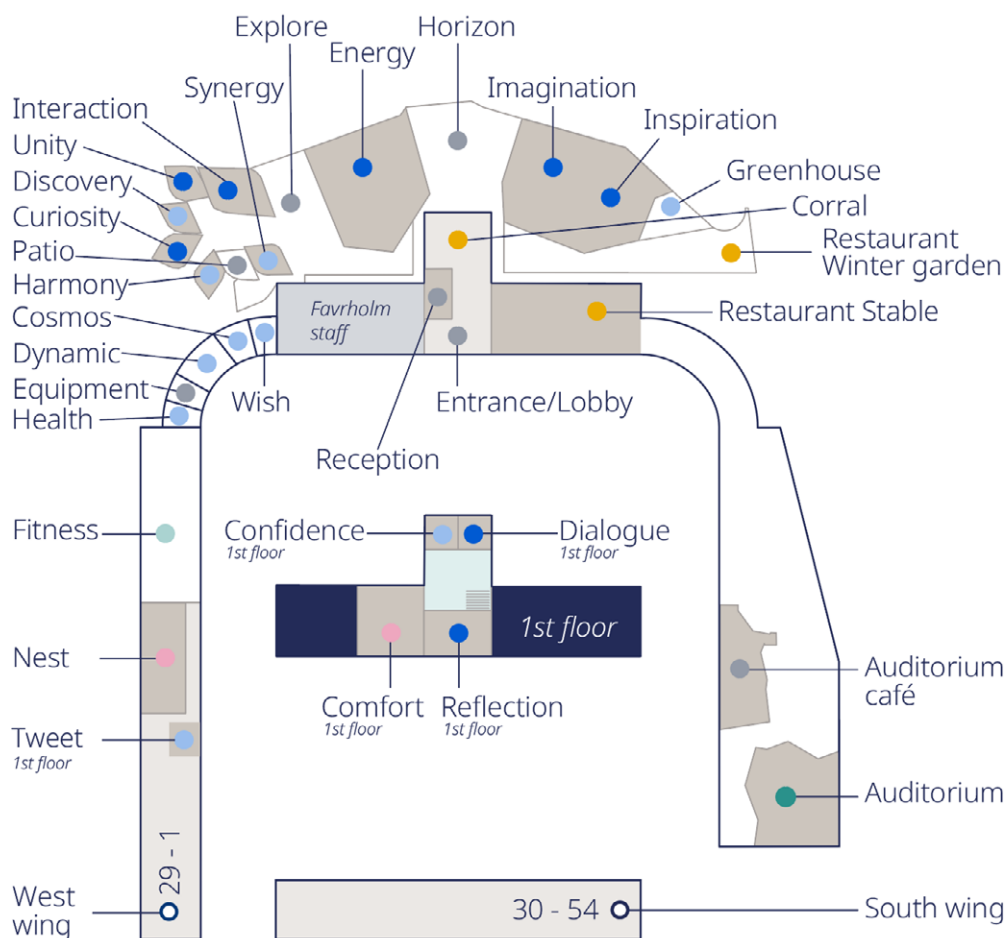 Explore
Horizon
Energy
Synergy
Imagination
Interaction
Inspiration
Unity
Greenhouse
Discovery
Corral
Curiosity
Restaurant
Winter garden
Patio
Harmony
Cosmos
Favrholm
staff
Restaurant Stable
Dynamic
Equipment
Health
Wish
Entrance/Lobby
Reception
Fitness
Confidence
1st floor
Dialogue
1st floor
1st floor
Nest
Auditorium
café
Comfort
1st floor
Reflection
1st floor
Tweet
1st floor
Auditorium
29 - 1
West
wing
30 - 54
South wing